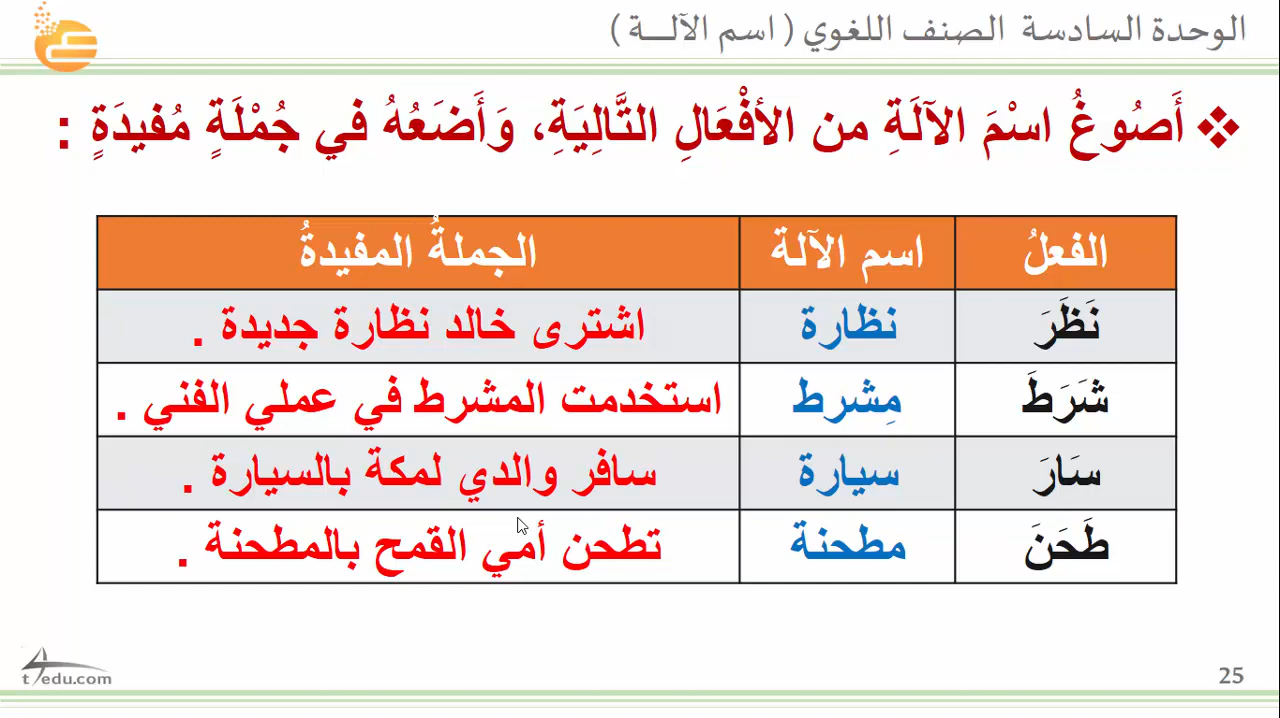 الوحدة السادسة الصنف اللغوي ( اسم الآلـــة )
❖ أَصُوغُ اسْمَ الآلَةِ من الأفْعَالِ التَّالِيَةِ، وَأَضَعُهُ في جُمْلَةٍ مُفيدَةٍ :
الفعلُ اسم الآلة الجملةُ المفيدةُ
نَظَرَ نظارة اشترى خالد نظارة جديدة .
شَرَطَ مِشرط استخدمت المشرط في عملي الفني .
سَارَ سيارة سافر والدي لمكة بالسيارة .
طَحَنَ مطحنة تطحن أمي القمح بالمطحنة .
t4edu.com
25